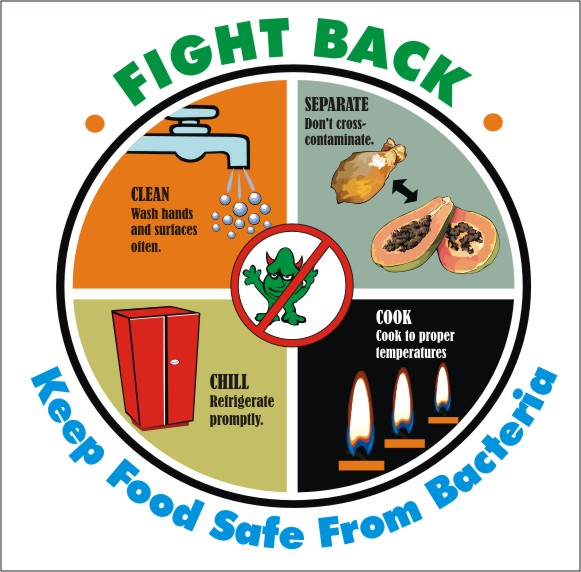 FIGHT BACK
SEPARATE
Don't cross-
contaminate.
CLEAN
Wash hands
and surfaces
often.
COOK
Cook to proper
temperatures
CHILL
Refrigerate
promptly.
Keep Food Safe From Bacteria